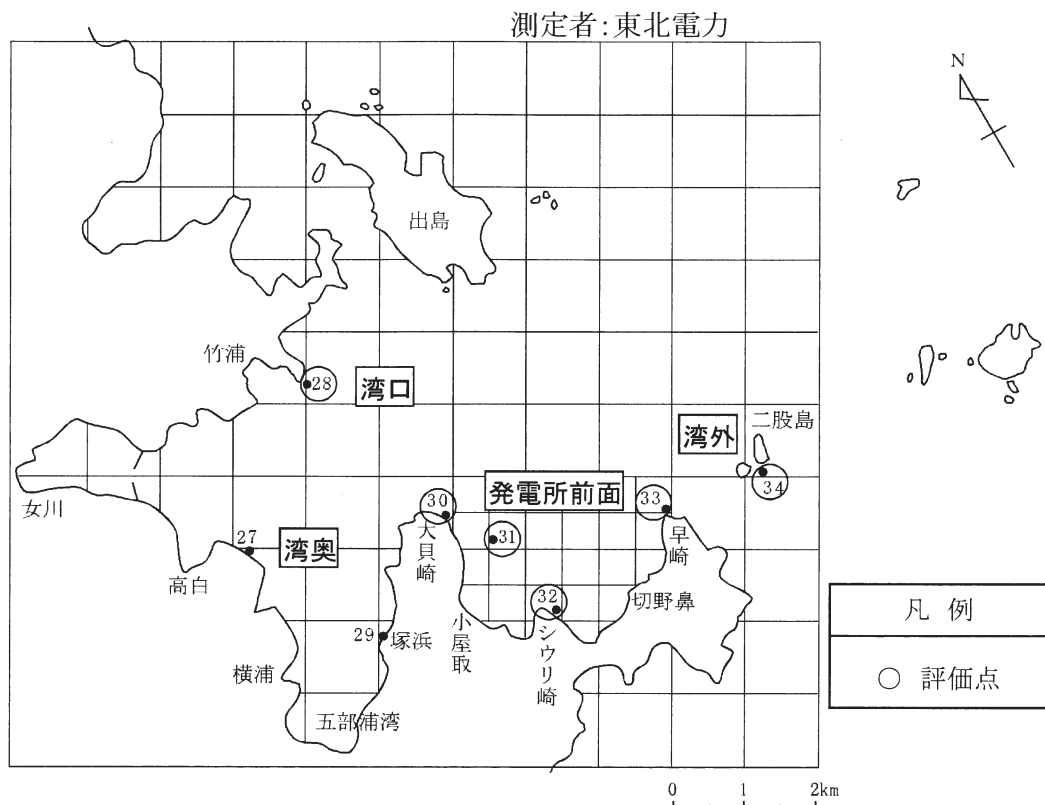 測定者:東北電力
N
出島
竹浦
28
湾口
湾外
二股島
34
発電所前面
30
33
31
女川
27
湾奥
大貝崎
早崎
高白
32
切野鼻
29
塚浜
小屋取
シウリ崎
横浦
五部浦湾
凡例
○ 評価点
0 1 2km